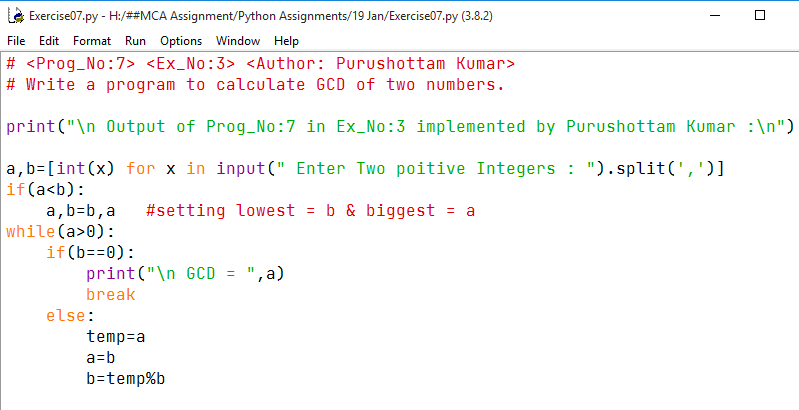 Exercise07.py - H:/##MCA Assignment/Python Assignments/19 Jan/Exercise07.py (3.8.2)
File Edit Format Run Options Window Help
# <Prog_No:7> <Ex_No:3> <Author: Purushottam Kumar>
# Write a program to calculate GCD of two numbers.
print("\n Output of Prog_No:7 in Ex_No:3 implemented by Purushottam Kumar :\n")
a,b=[int(x) for x in input(" Enter Two poitive Integers : ").split(',')]
if(a<b):
    a,b=b,a   #setting lowest = b & biggest = a
while(a>0):
    if(b==0):
        print("\n GCD = ",a)
        break
    else:
        temp=a
        a=b
        b=temp%b